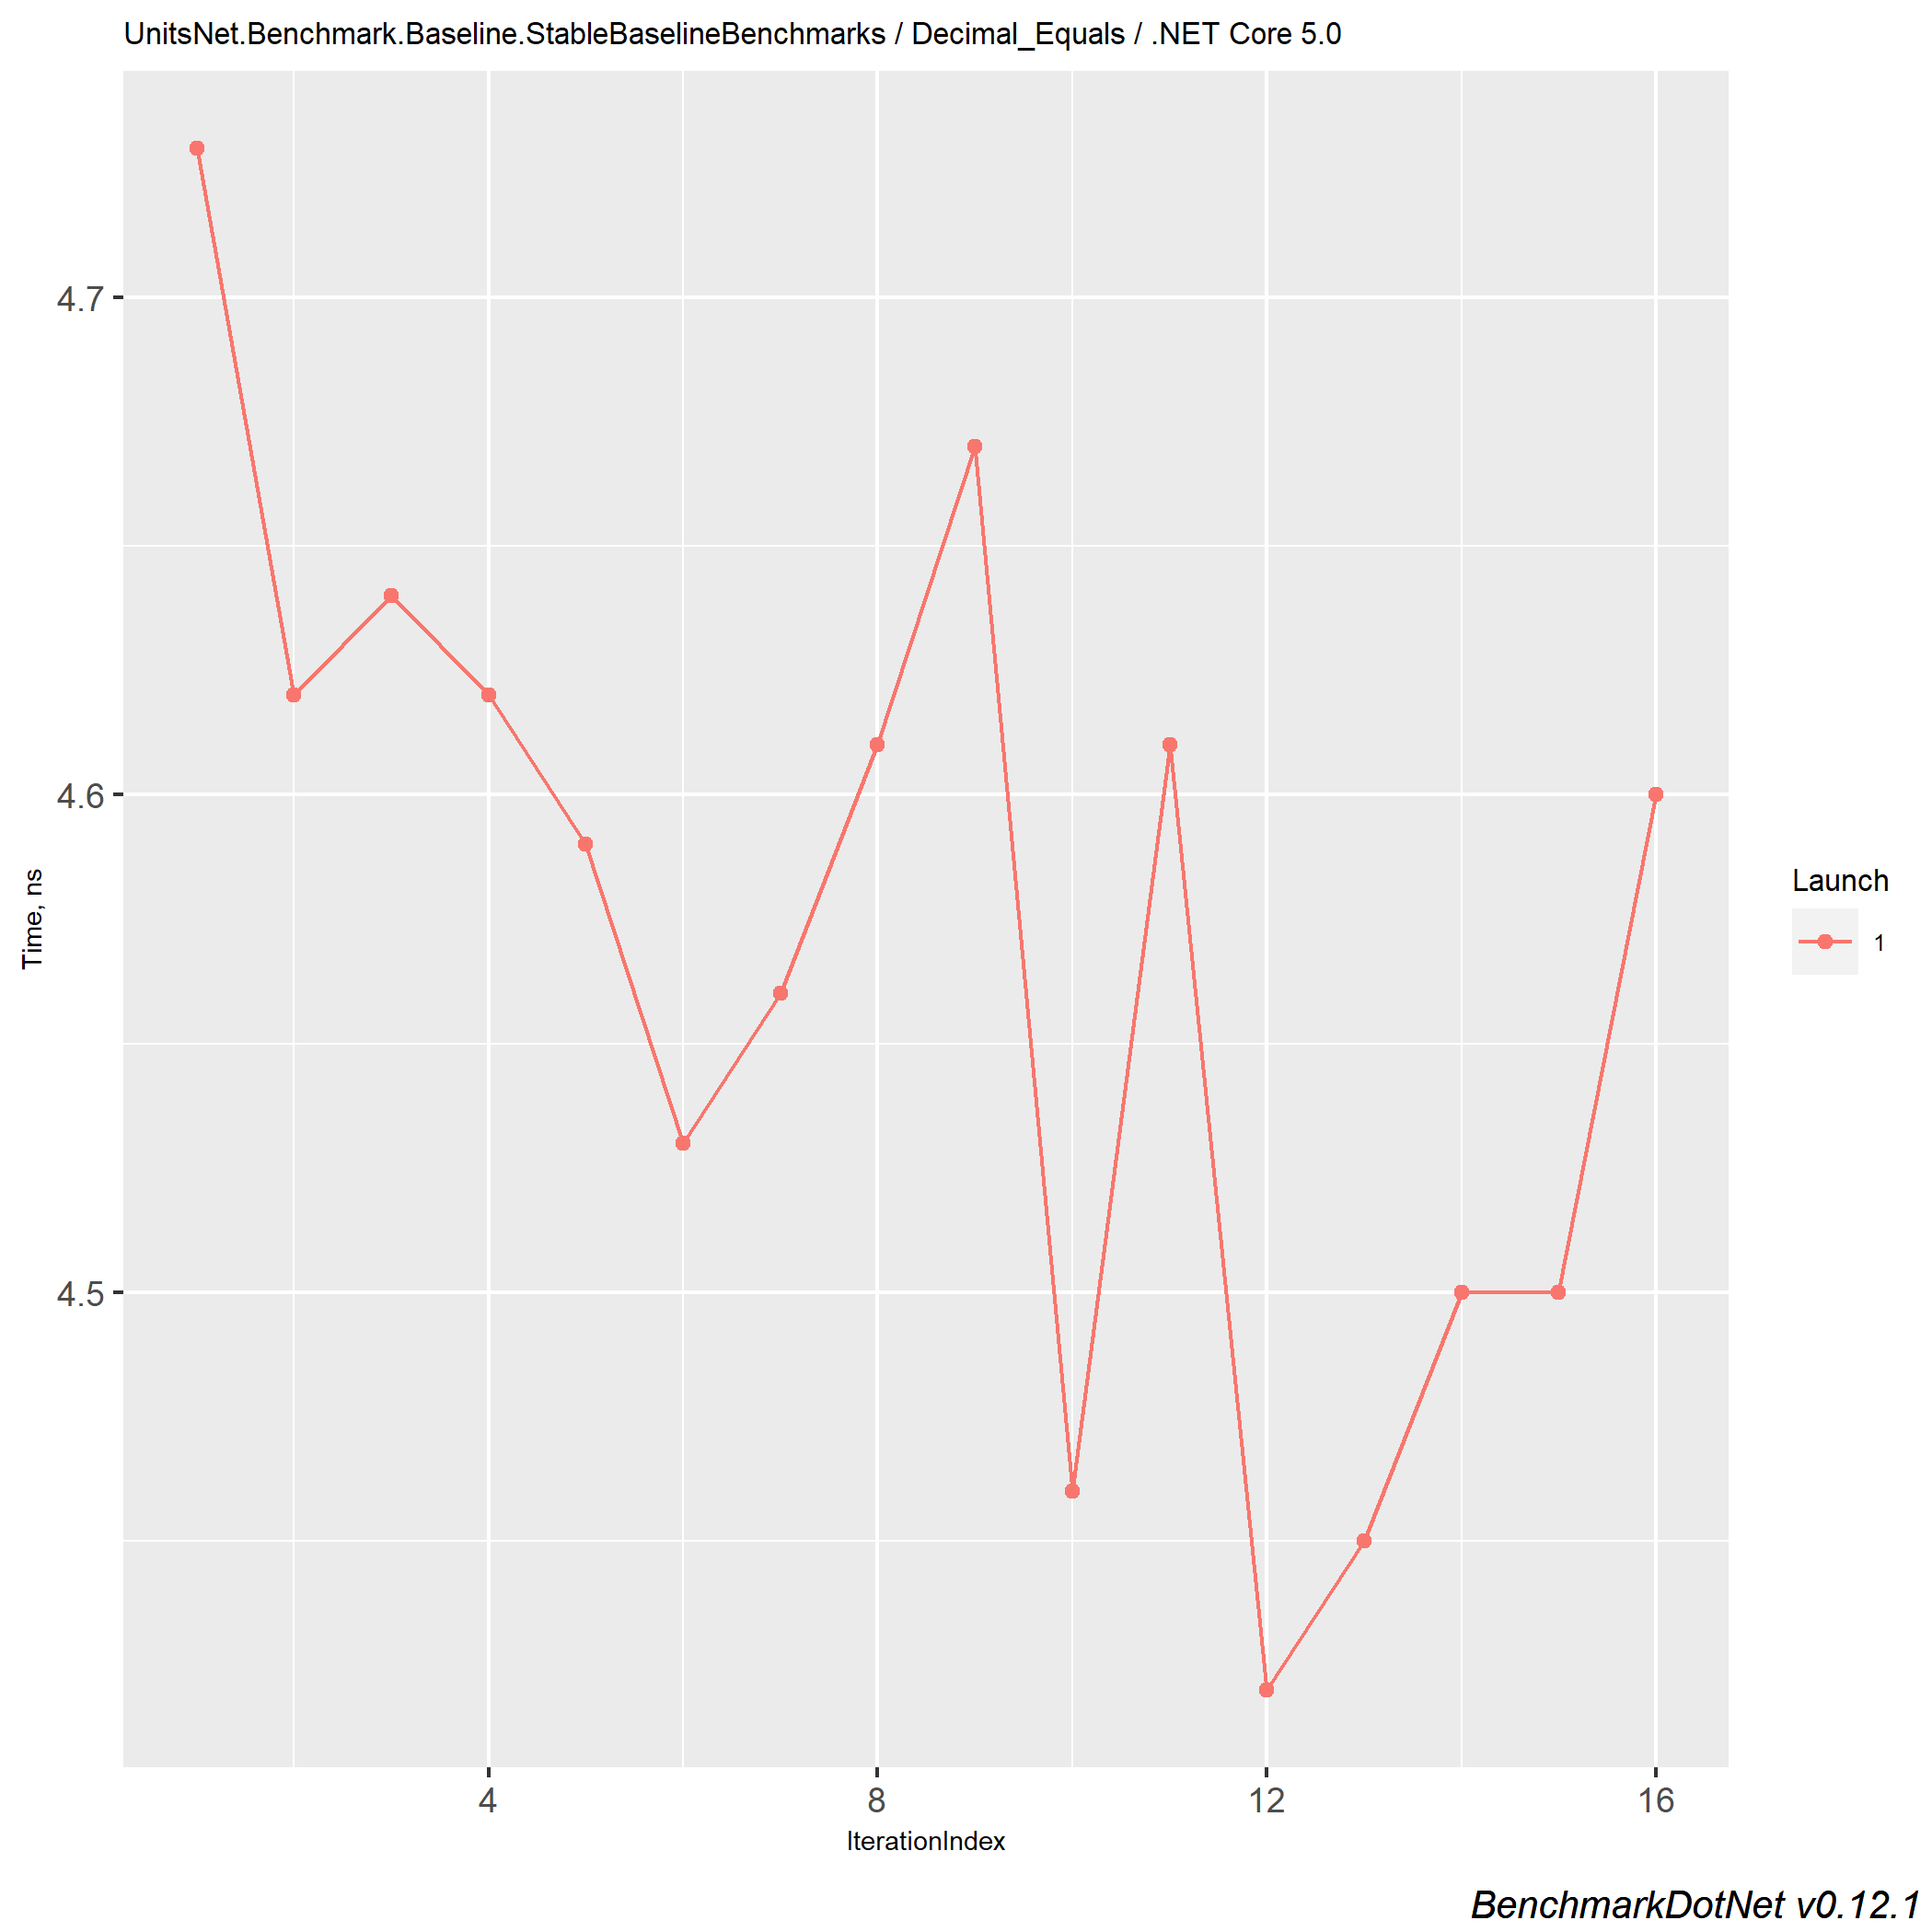 UnitsNet.Benchmark.Baseline.StableBaselineBenchmarks / Decimal_Equals / .NET Core 5.0
4.7
4.6
4.5
Time, ns
4
8
12
16
IterationIndex
Launch
1
BenchmarkDotNet v0.12.1